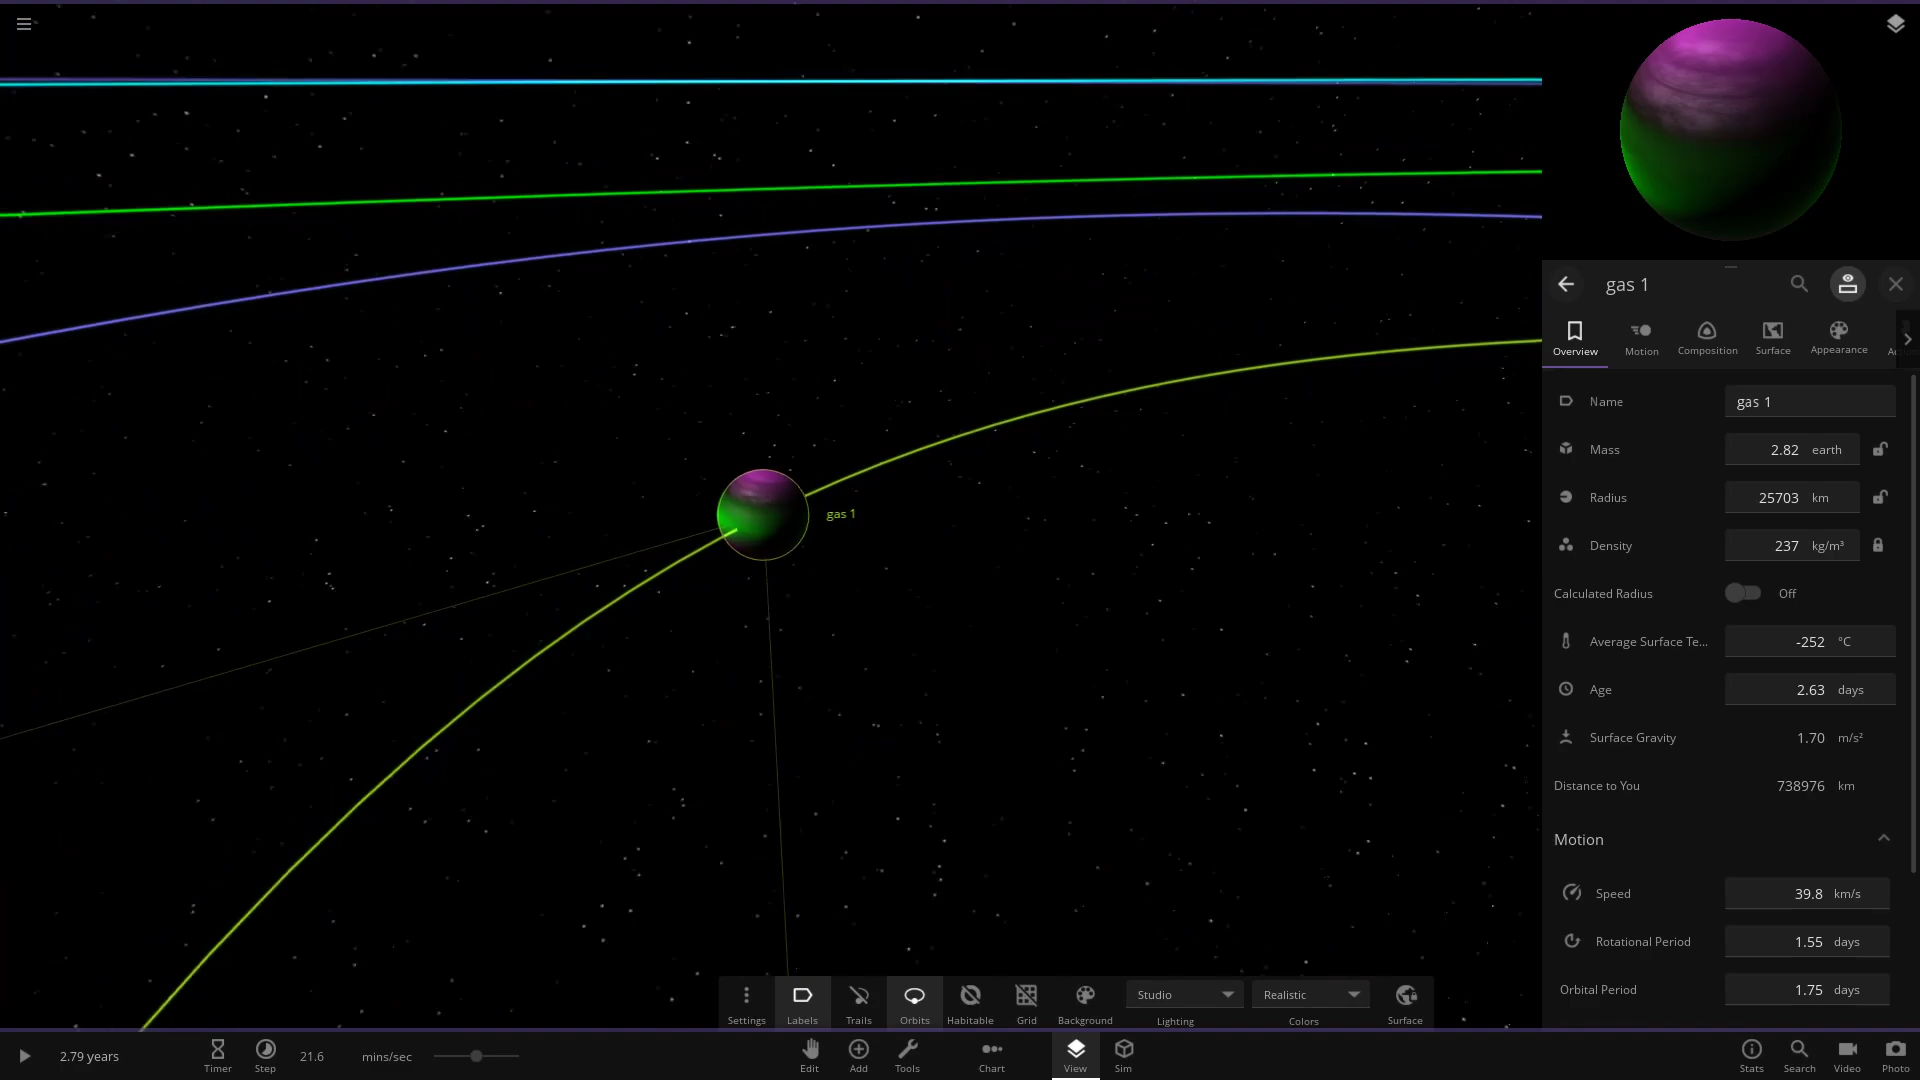 gas 1
Overview
Motion
Composition
Surface
Appearance
Name
gas 1
Mass
2.82 earth
Radius
25703 km
Density
237 kg/m³
Calculated Radius
Off
Average Surface Te...
-252 °C
Age
2.63 days
Surface Gravity
1.70 m/s²
Distance to You
738976 km
Motion
Speed
39.8 km/s
Rotational Period
1.55 days
Orbital Period
1.75 days
gas 1
Settings
Labels
Trails
Orbits
Habitable
Grid
Background
Studio
Lighting
Realistic
Colors
Surface
2.79 years
Timer
Step
21.6 mins/sec
Edit
Add
Tools
Chart
View
Sim
Stats
Search
Video
Photo